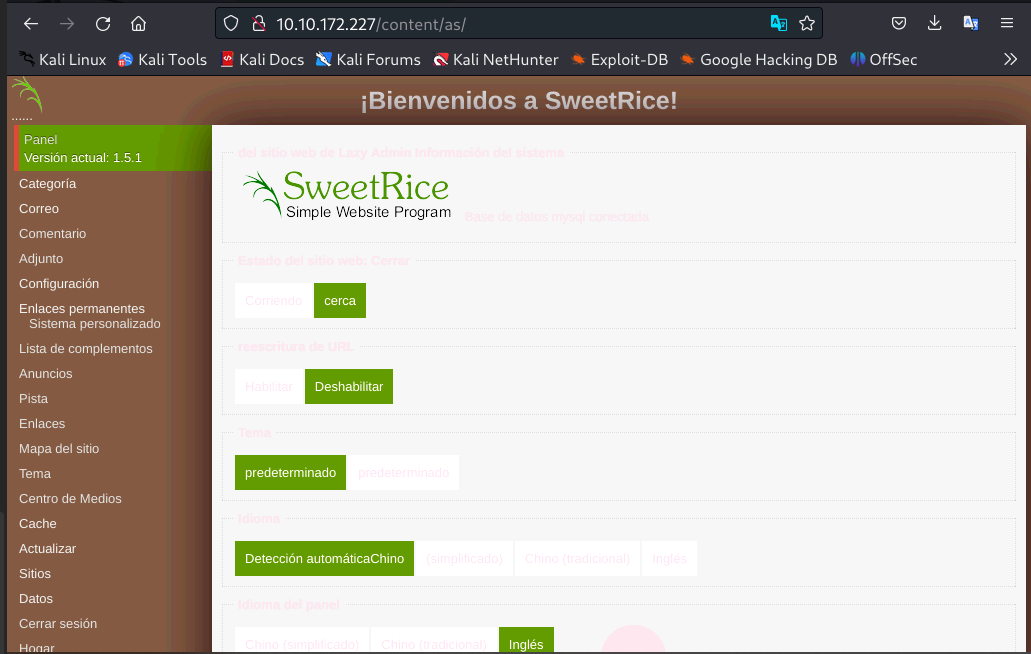 10.10.172.227/content/as/
Kali Linux Kali Tools Kali Docs Kali Forums Kali NetHunter Exploit-DB Google Hacking DB OffSec
¡Bienvenidos a SweetRice!
......
Panel
Versión actual: 1.5.1
Categoría
Correo
Comentario
Adjunto
Configuración
Enlaces permanentes
Sistema personalizado
Lista de complementos
Anuncios
Pista
Enlaces
Mapa del sitio
Tema
Centro de Medios
Cache
Actualizar
Sitios
Datos
Cerrar sesión
Hogar
del sitio web de Lazy Admin Información del sistema
SweetRice
Simple Website Program
Base de datos mysql conectada
Estado del sitio web: Cerrar
Corriendo cerca
reescritura de URL
Habilitar Deshabilitar
Tema
predeterminado predeterminado
Idioma
Detección automáticaChino (simplificado) Chino (tradicional) Inglés
Idioma del panel
Chino (simplificado) Chino (tradicional) Inglés